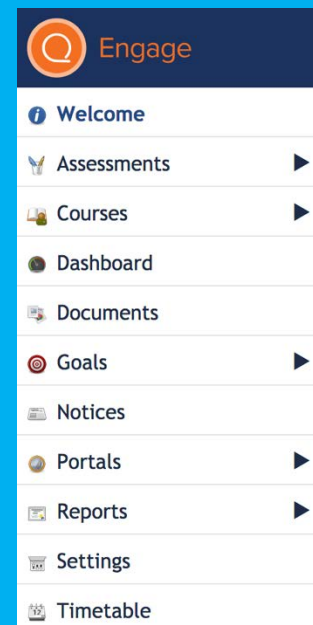 Engage
Welcome
Assessments
Courses
Dashboard
Documents
Goals
Notices
Portals
Reports
Settings
Timetable